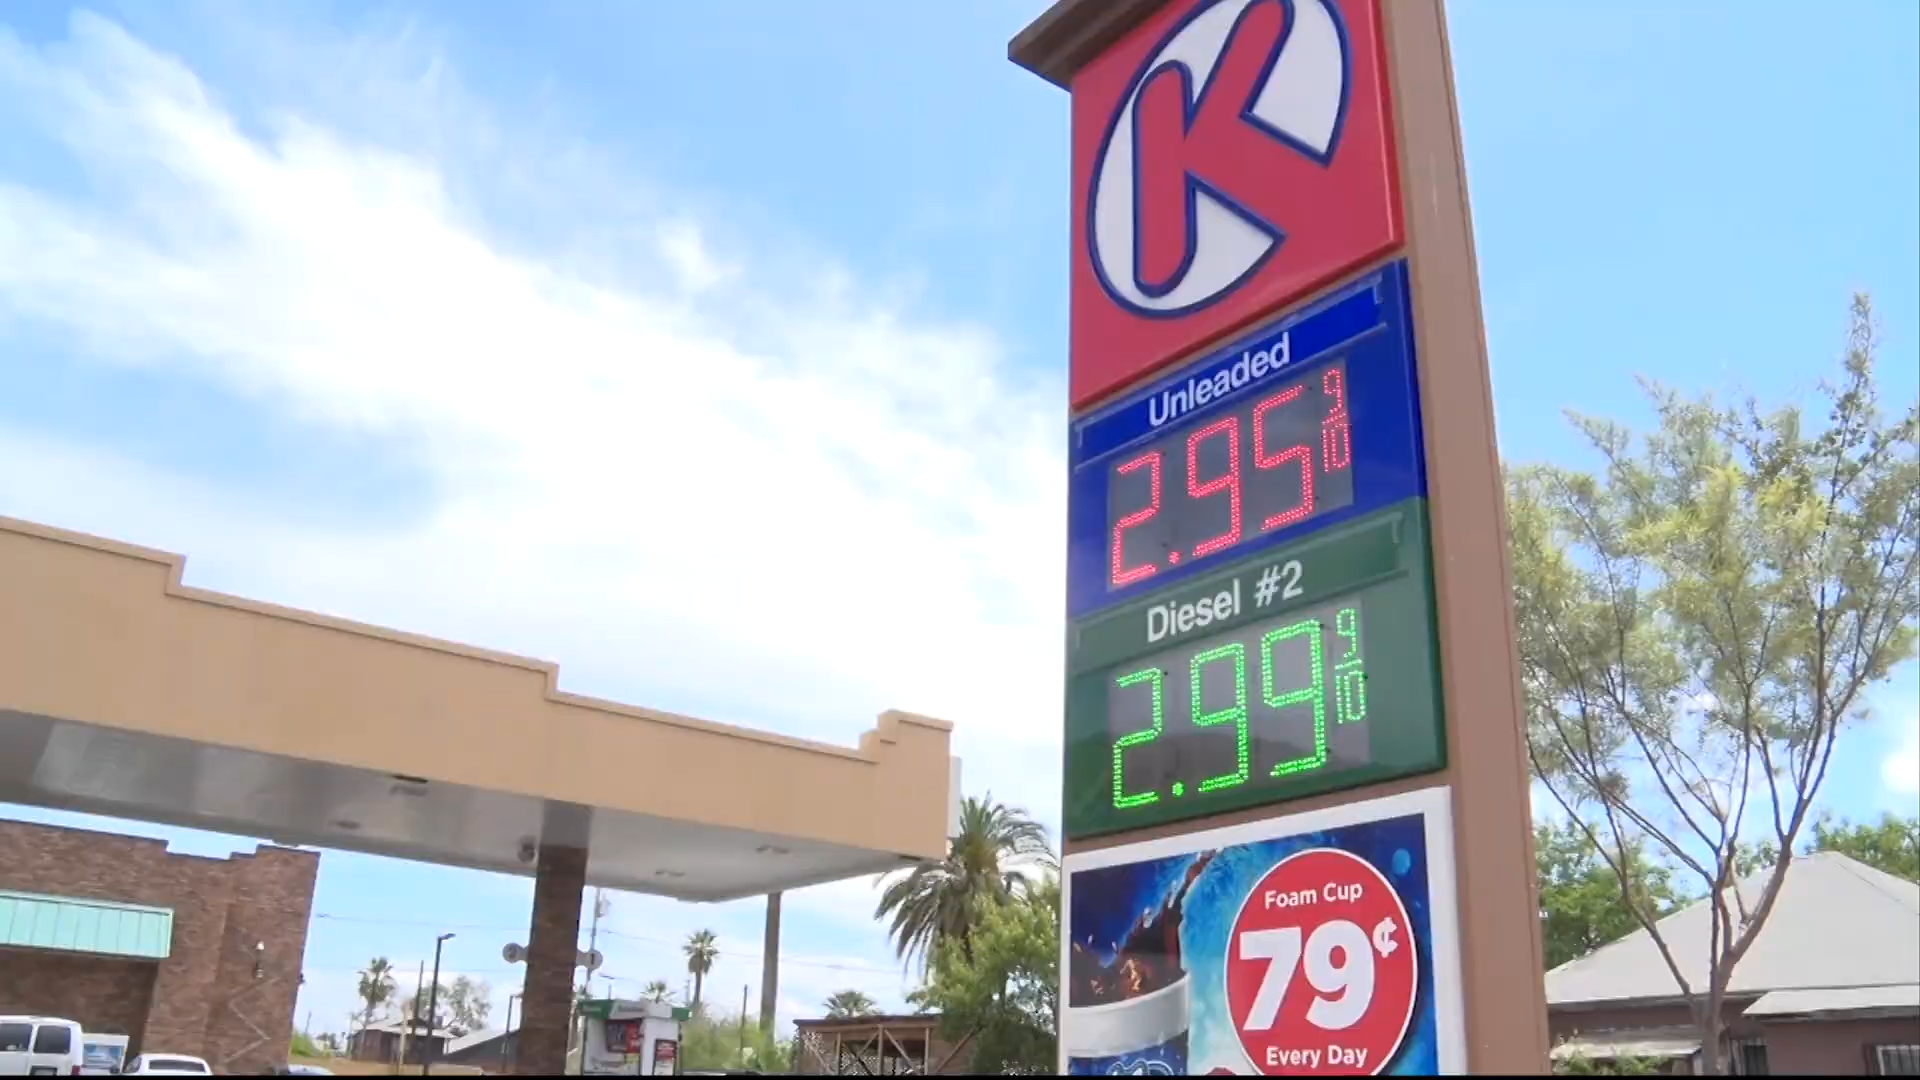 K
Unleaded
2.95 9/10
Diesel #2
2.99 9/10
Foam Cup
79¢
Every Day